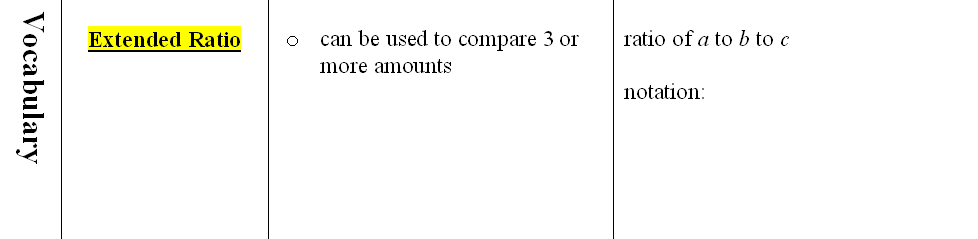 Vocabulary
Extended Ratio
○ can be used to compare 3 or
more amounts
ratio of a to b to c
notation: